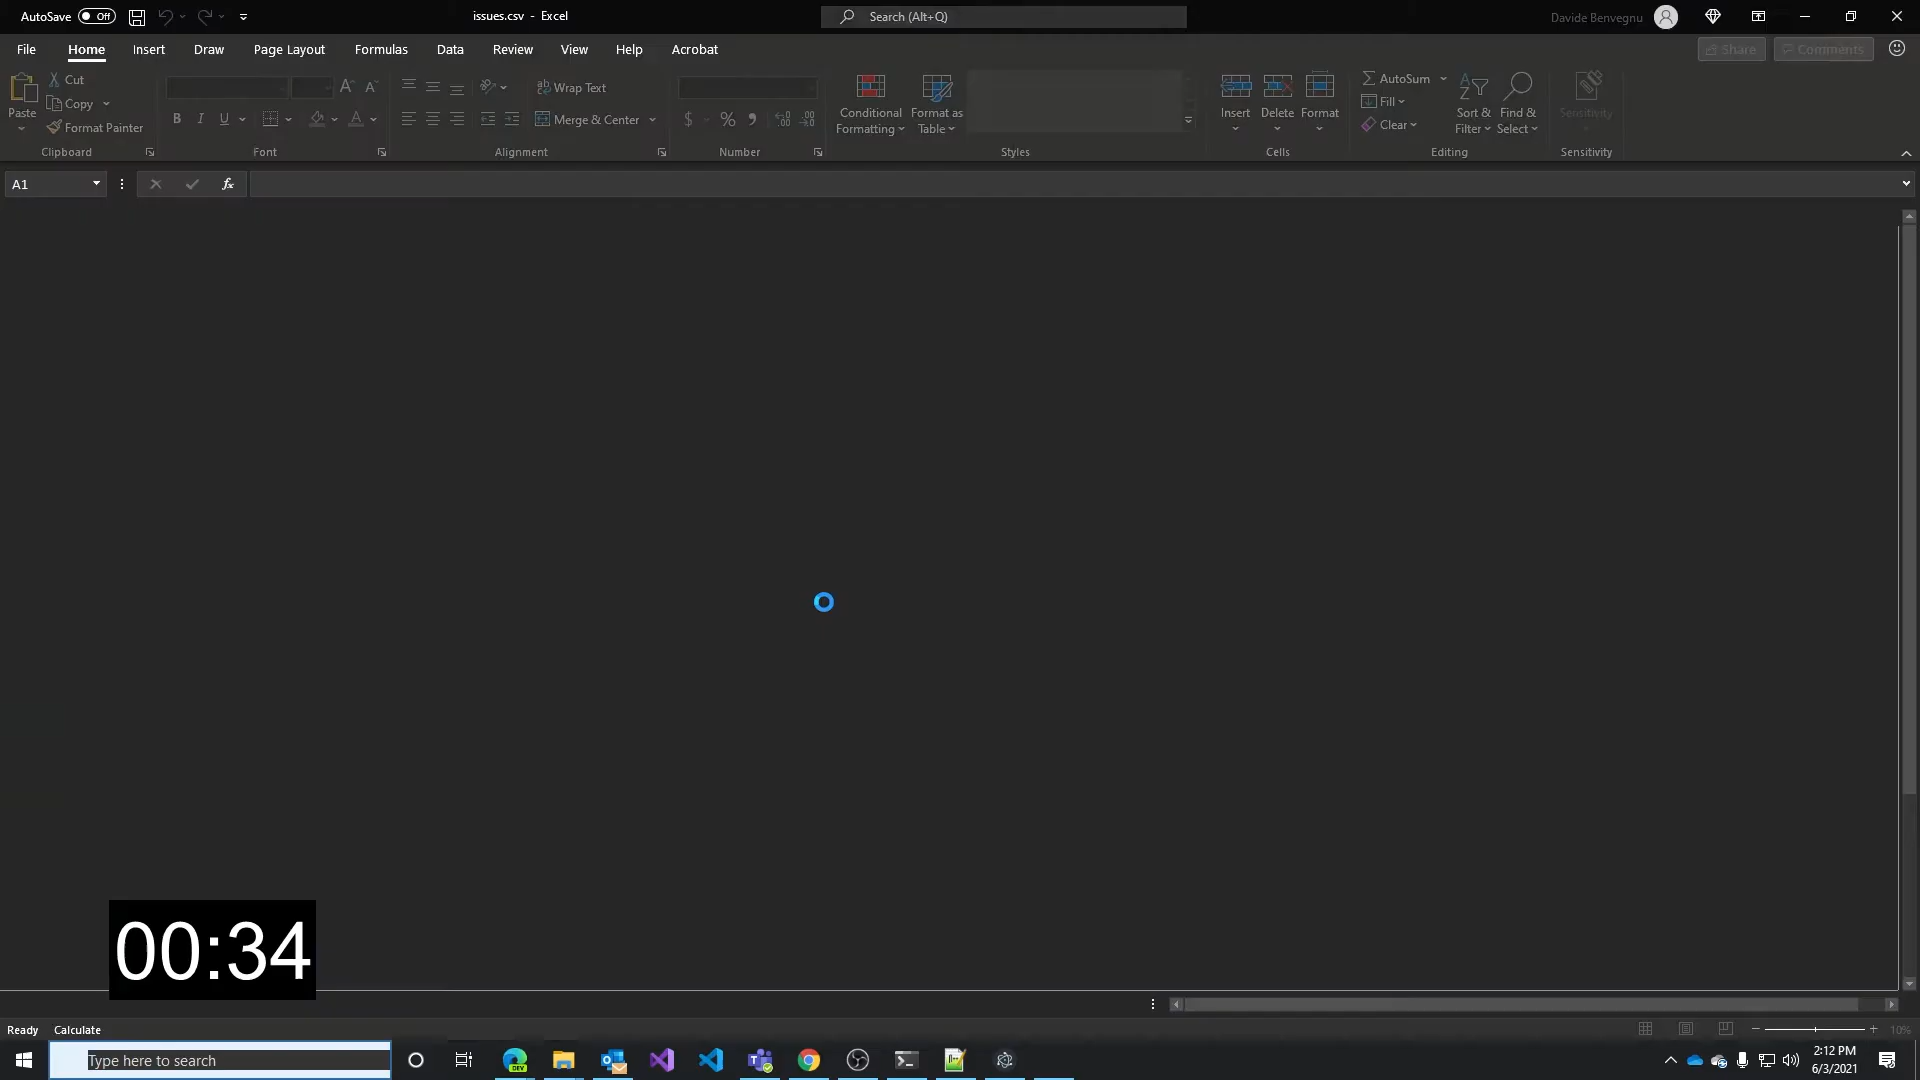 AutoSave Off issues.csv - Excel Search (Alt+Q) Davide Benvegnu
File Home Insert Draw Page Layout Formulas Data Review View Help Acrobat Share Comments
Paste
Cut
Copy
Format Painter
Clipboard
B I U
Font
Wrap Text
Merge & Center
Alignment
$ % 9
Number
Conditional
Formatting
Format as
Table
Styles
Insert Delete Format
Cells
AutoSum
Fill
Clear
Sort &
Filter
Find &
Select
Editing
Sensitivity
Sensitivity
A1 fx
00:34
Ready Calculate 10%
Type here to search
DEV
2:12 PM
6/3/2021